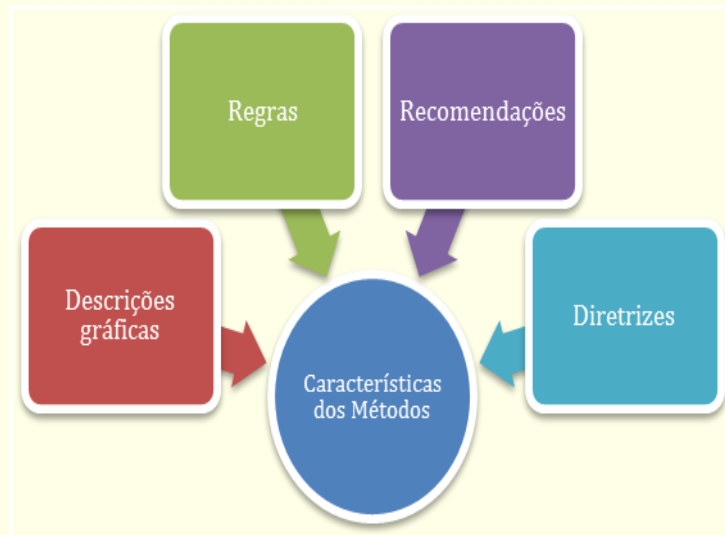 Regras
Recomendações
Descrições
gráficas
Diretrizes
Características
dos Métodos